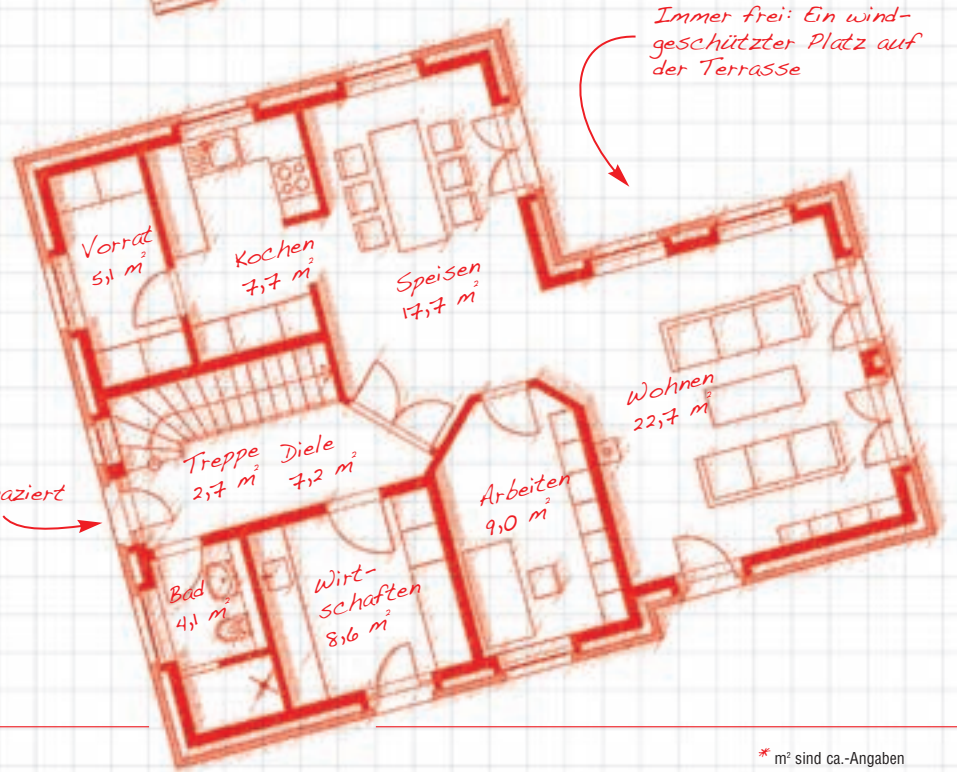 Immer frei: Ein wind-
geschützter Platz auf
der Terrasse
Vorrat
5,1 m²
Kochen
7,7 m²
Speisen
17,7 m²
Wohnen
22,7 m²
Treppe
2,7 m²
Diele
7,2 m²
Arbeiten
9,0 m²
Bad
4,1 m²
Wirt-
schaften
8,6 m²
* m² sind ca.-Angaben